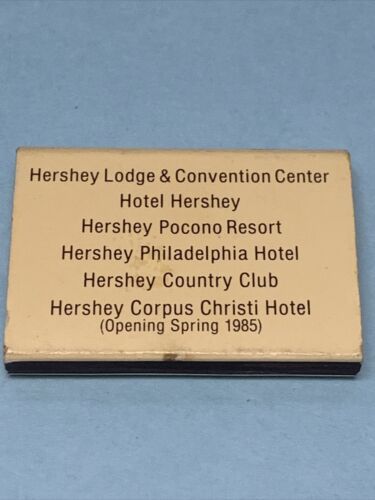 Hershey Lodge & Convention Center
Hotel Hershey
Hershey Pocono Resort
Hershey Philadelphia Hotel
Hershey Country Club
Hershey Corpus Christi Hotel
(Opening Spring 1985)